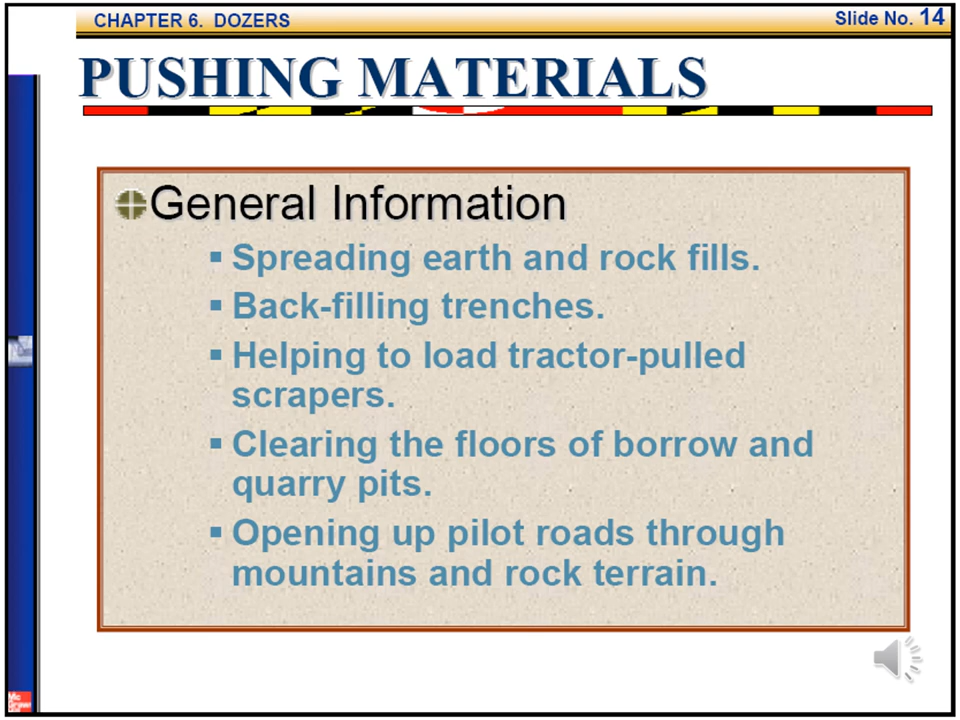 CHAPTER 6. DOZERS
Slide No. 14
PUSHING MATERIALS
General Information
▪ Spreading earth and rock fills.
▪ Back-filling trenches.
▪ Helping to load tractor-pulled
scrapers.
▪ Clearing the floors of borrow and
quarry pits.
▪ Opening up pilot roads through
mountains and rock terrain.